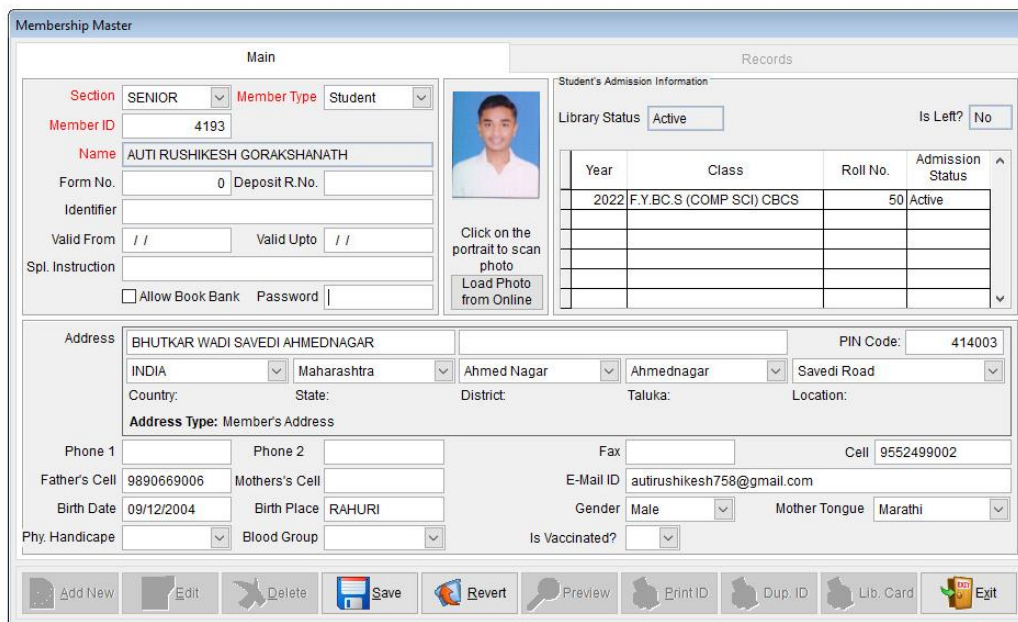 Membership Master
Main Records
Section SENIOR Member Type Student
Member ID 4193
Name AUTI RUSHIKESH GORAKSHANATH
Form No. 0 Deposit R.No.
Identifier
Valid From / / Valid Upto / /
Spl. Instruction
Allow Book Bank Password
Click on the
portrait to scan
photo
Load Photo
from Online
Student's Admission Information
Library Status Active Is Left? No
Year Class Roll No. Admission Status
2022 F.Y.BC.S (COMP SCI) CBCS 50 Active
Address BHUTKAR WADI SAVEDI AHMEDNAGAR PIN Code: 414003
INDIA Maharashtra Ahmed Nagar Ahmednagar Savedi Road
Country: State: District: Taluka: Location:
Address Type: Member's Address
Phone 1 Phone 2 Fax Cell 9552499002
Father's Cell 9890669006 Mothers's Cell E-Mail ID autirushikesh758@gmail.com
Birth Date 09/12/2004 Birth Place RAHURI Gender Male Mother Tongue Marathi
Phy. Handicape Blood Group Is Vaccinated?
Add New Edit Delete Save Revert Preview Print ID Dup. ID Lib. Card EXIT Exit